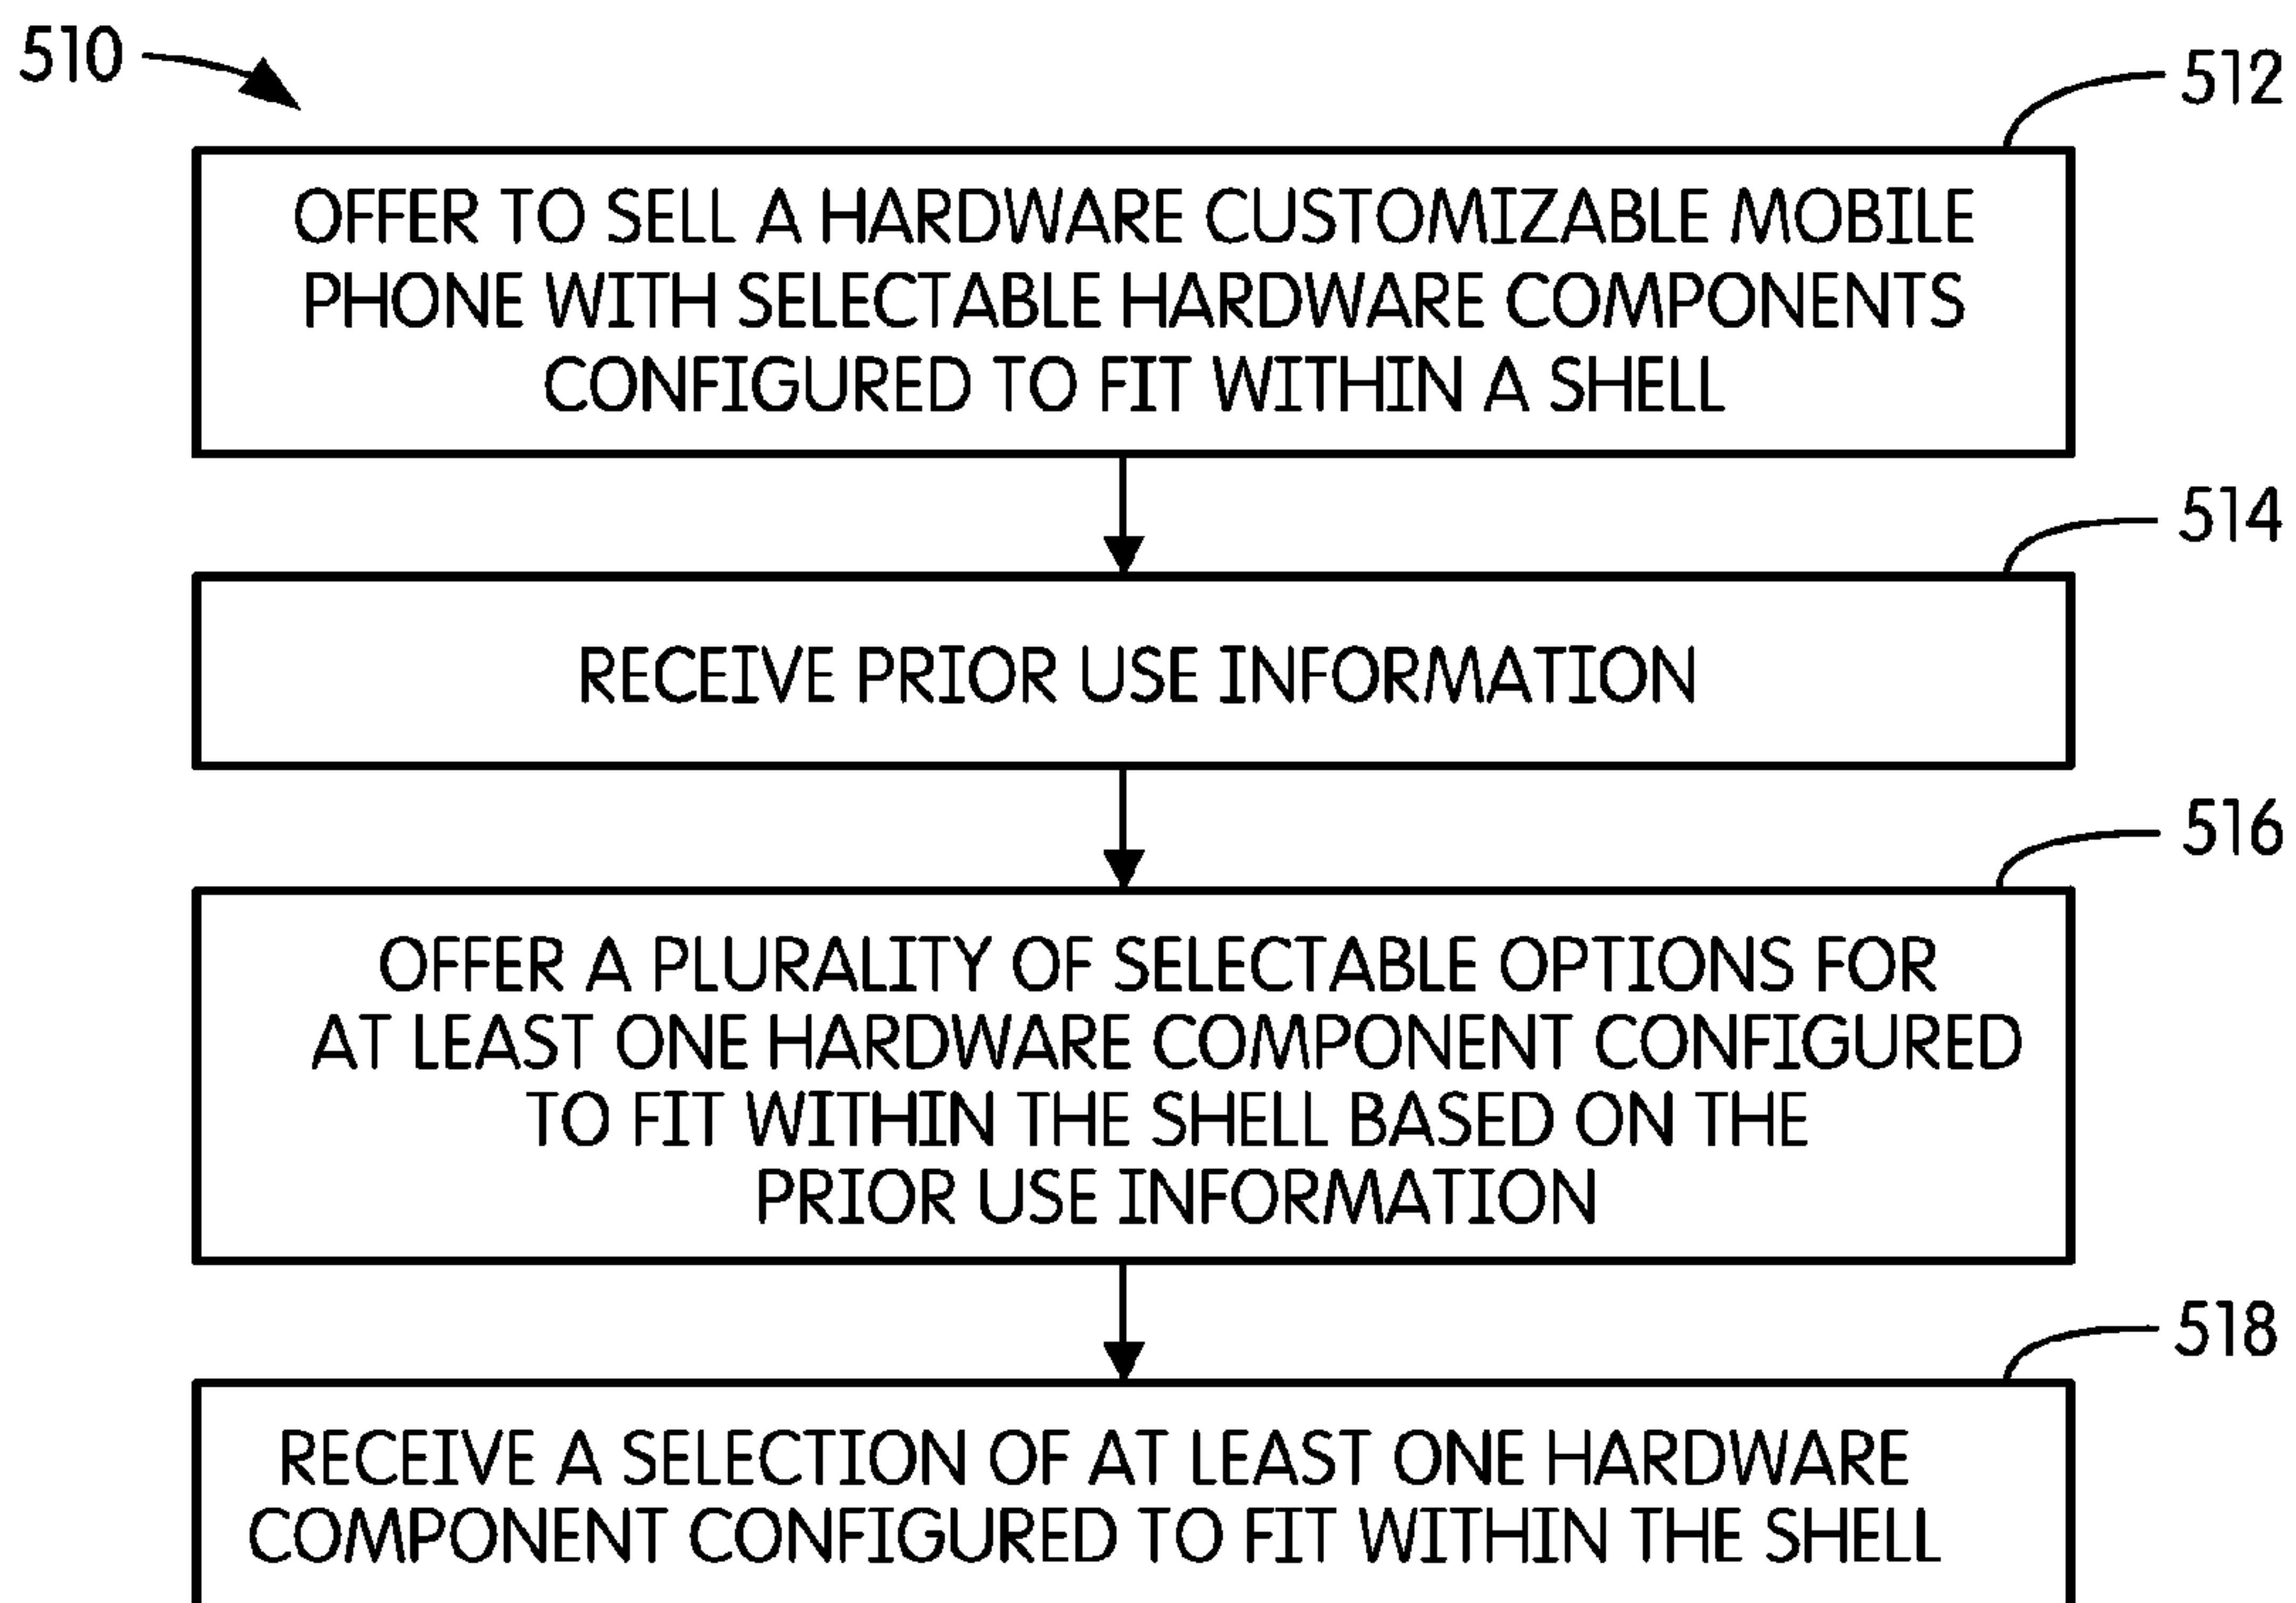 510
512
OFFER TO SELL A HARDWARE CUSTOMIZABLE MOBILE
PHONE WITH SELECTABLE HARDWARE COMPONENTS
CONFIGURED TO FIT WITHIN A SHELL
514
RECEIVE PRIOR USE INFORMATION
516
OFFER A PLURALITY OF SELECTABLE OPTIONS FOR
AT LEAST ONE HARDWARE COMPONENT CONFIGURED
TO FIT WITHIN THE SHELL BASED ON THE
PRIOR USE INFORMATION
518
RECEIVE A SELECTION OF AT LEAST ONE HARDWARE
COMPONENT CONFIGURED TO FIT WITHIN THE SHELL